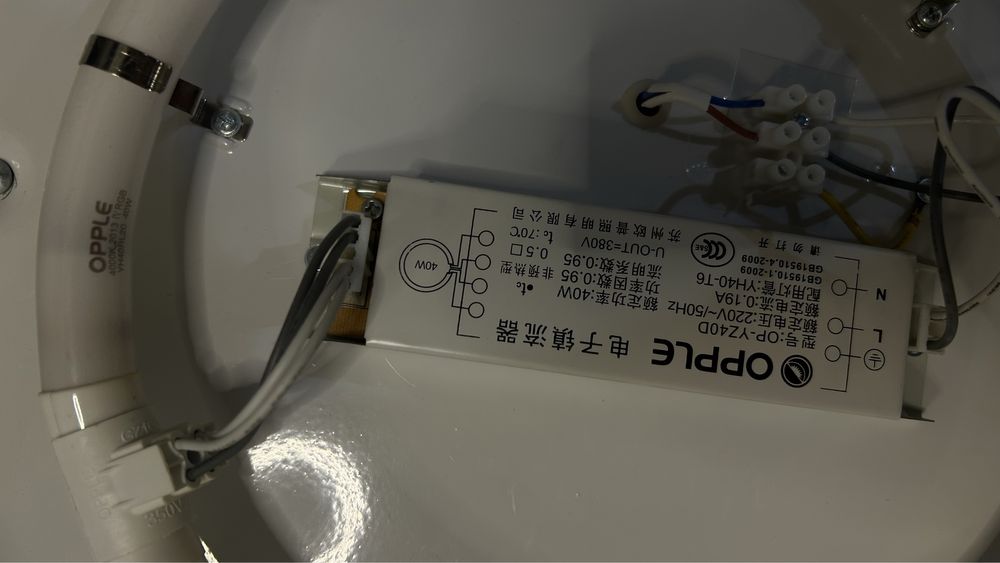 OPPLE 电子镇流器
型号:OP-YZ40D
额定电压:220V~/50Hz
额定电流:0.19A
配用灯管:YH40-T6
GB19510.1-2009
GB19510.4-2009
请勿打开
额定功率:40W
功率因数:0.95
流明系数:0.95
U-OUT=380V
苏州欧普照明有限公司
tc 非预热型
0.5
tc:70℃
40W
L
N
CCC
S&E
OPPLE
350V